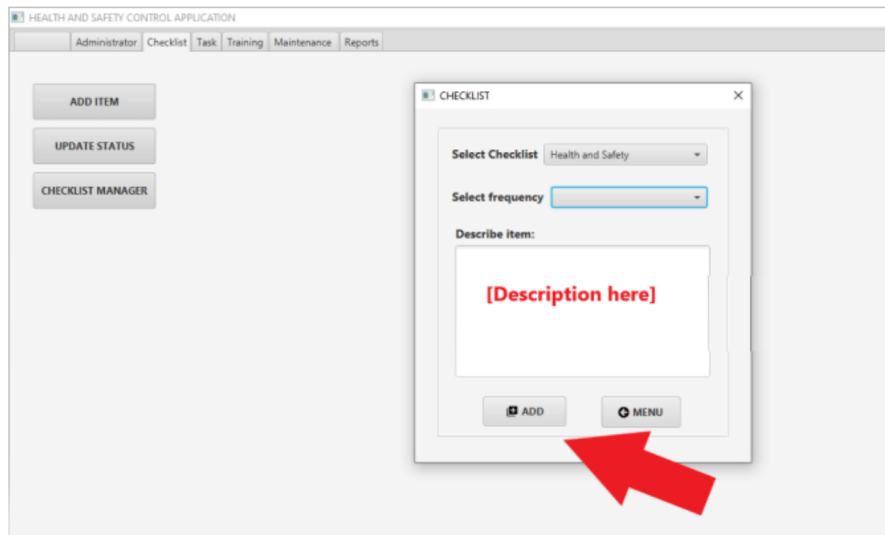 HEALTH AND SAFETY CONTROL APPLICATION
Administrator Checklist Task Training Maintenance Reports
ADD ITEM
UPDATE STATUS
CHECKLIST MANAGER
CHECKLIST
Select Checklist Health and Safety
Select frequency
Describe item:
[Description here]
ADD MENU